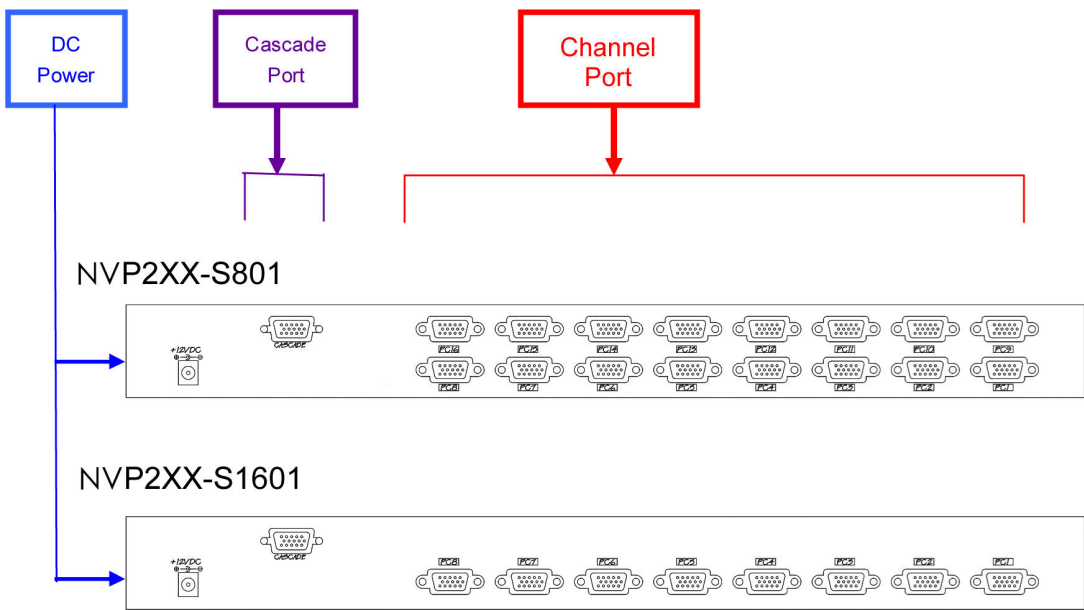 DC
Power
Cascade
Port
Channel
Port
NVP2XX-S801
+12VDC
CASCADE
PC16 PC15 PC14 PC13 PC12 PC11 PC10 PC9
PC8 PC7 PC6 PC5 PC4 PC3 PC2 PC1
NVP2XX-S1601
+12VDC
CASCADE
PC8 PC7 PC6 PC5 PC4 PC3 PC2 PC1